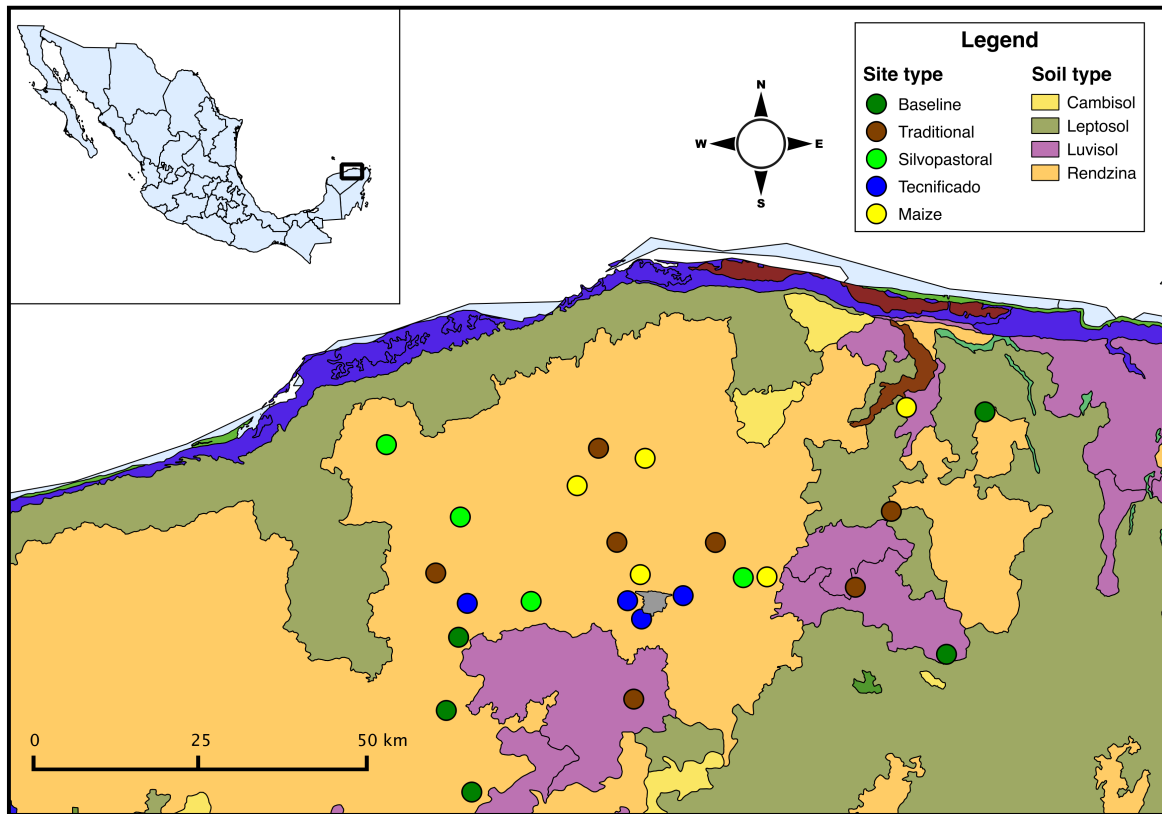 Legend
Site type
Baseline
Traditional
Silvopastoral
Tecnificado
Maize
Soil type
Cambisol
Leptosol
Luvisol
Rendzina
N
W
E
S
0 25 50 km